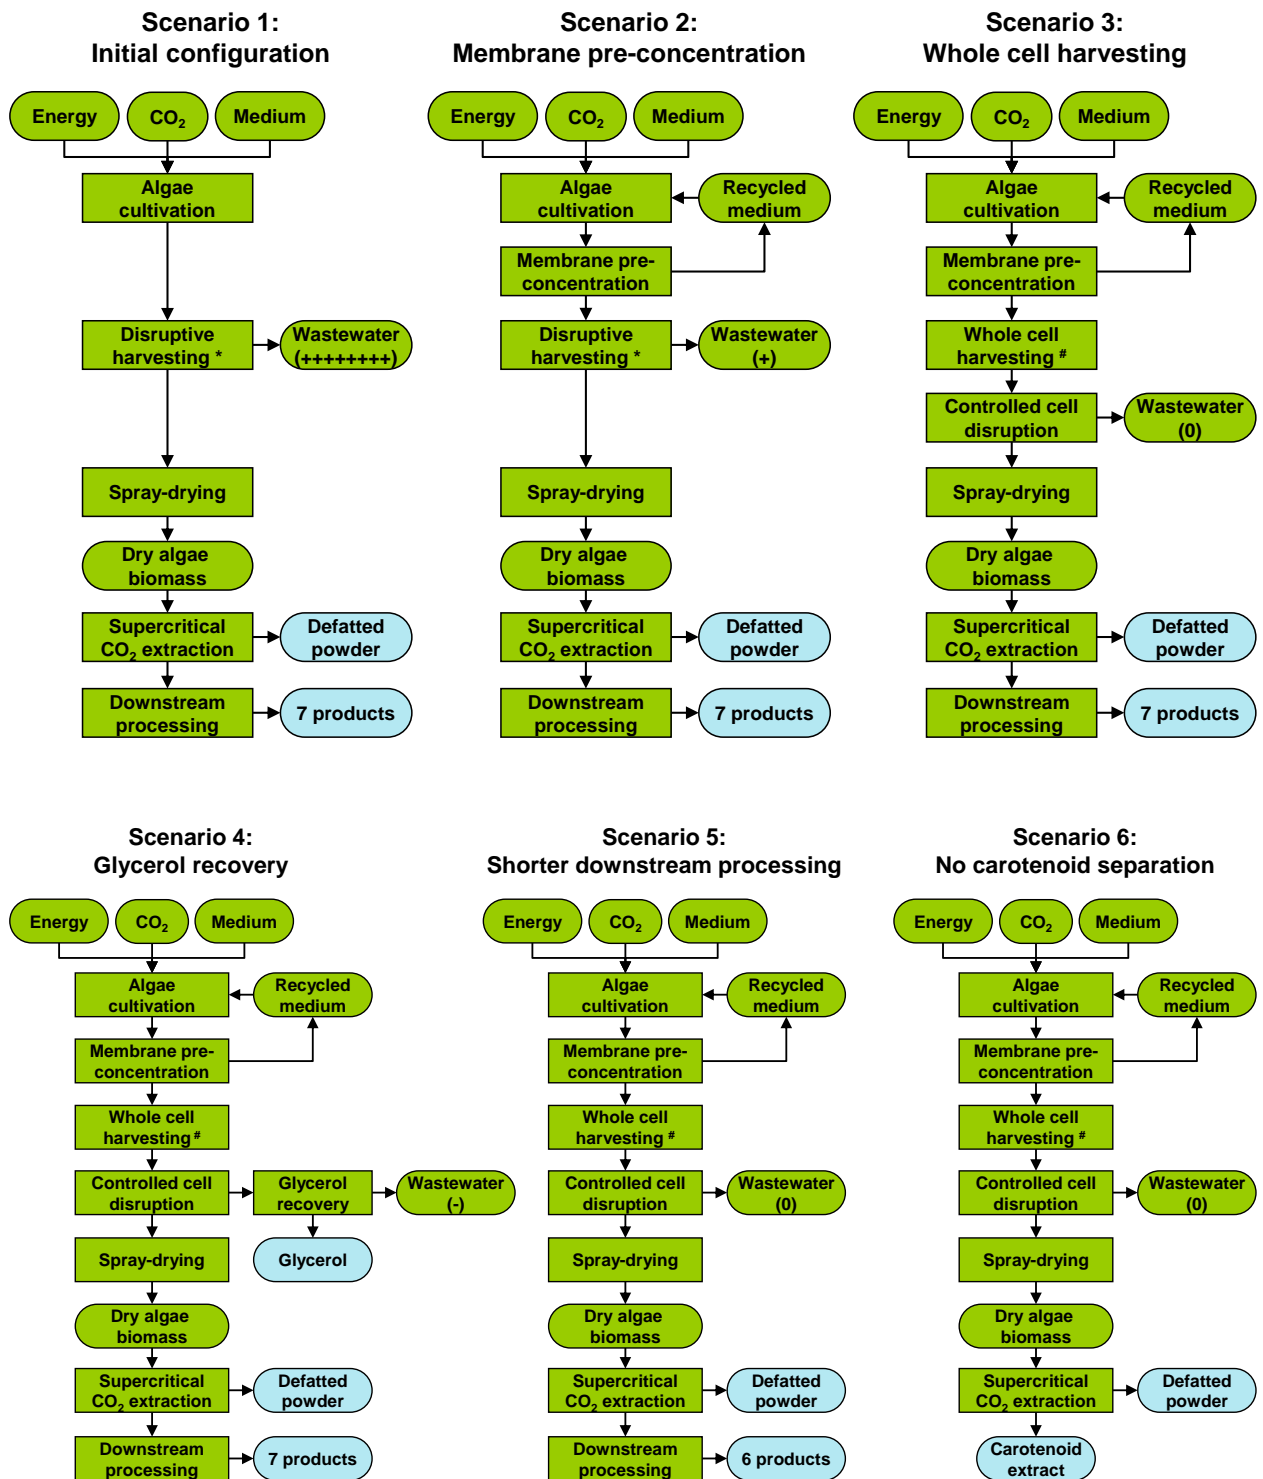 Scenario 1:
Initial configuration
Energy
CO₂
Medium
Algae
cultivation
Disruptive
harvesting *
Wastewater
(++++++++)
Spray-drying
Dry algae
biomass
Supercritical
CO₂ extraction
Defatted
powder
Downstream
processing
7 products
Scenario 2:
Membrane pre-concentration
Energy
CO₂
Medium
Algae
cultivation
Recycled
medium
Membrane pre-
concentration
Disruptive
harvesting *
Wastewater
(+)
Spray-drying
Dry algae
biomass
Supercritical
CO₂ extraction
Defatted
powder
Downstream
processing
7 products
Scenario 3:
Whole cell harvesting
Energy
CO₂
Medium
Algae
cultivation
Recycled
medium
Membrane pre-
concentration
Whole cell
harvesting #
Controlled cell
disruption
Wastewater
(0)
Spray-drying
Dry algae
biomass
Supercritical
CO₂ extraction
Defatted
powder
Downstream
processing
7 products
Scenario 4:
Glycerol recovery
Energy
CO₂
Medium
Algae
cultivation
Recycled
medium
Membrane pre-
concentration
Whole cell
harvesting #
Controlled cell
disruption
Glycerol
recovery
Wastewater
(-)
Spray-drying
Glycerol
Dry algae
biomass
Supercritical
CO₂ extraction
Defatted
powder
Downstream
processing
7 products
Scenario 5:
Shorter downstream processing
Energy
CO₂
Medium
Algae
cultivation
Recycled
medium
Membrane pre-
concentration
Whole cell
harvesting #
Controlled cell
disruption
Wastewater
(0)
Spray-drying
Dry algae
biomass
Supercritical
CO₂ extraction
Defatted
powder
Downstream
processing
6 products
Scenario 6:
No carotenoid separation
Energy
CO₂
Medium
Algae
cultivation
Recycled
medium
Membrane pre-
concentration
Whole cell
harvesting #
Controlled cell
disruption
Wastewater
(0)
Spray-drying
Dry algae
biomass
Supercritical
CO₂ extraction
Defatted
powder
Carotenoid
extract